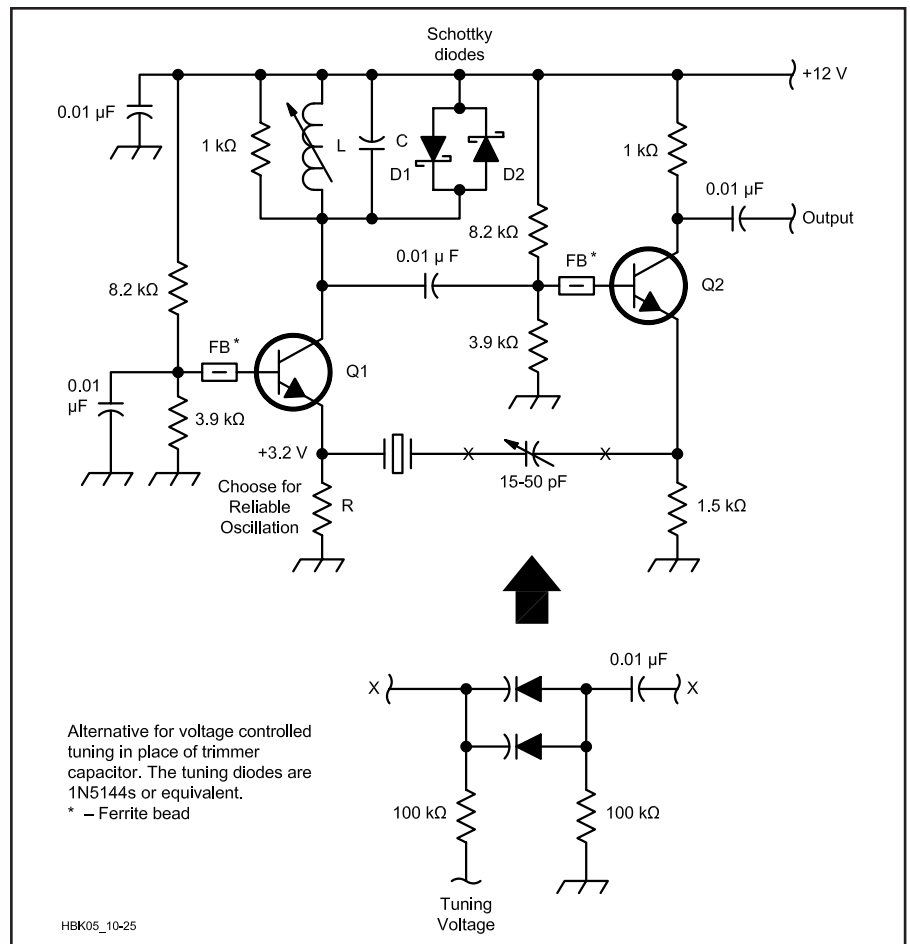 Schottky
diodes
+12 V
0.01 µF
1 kΩ
L
C
D1
D2
1 kΩ
0.01 µF
Output
8.2 kΩ
0.01 µ F
FB*
Q2
8.2 kΩ
3.9 kΩ
FB*
Q1
0.01
µF
3.9 kΩ
+3.2 V
X
X
15-50 pF
Choose for
Reliable
Oscillation
R
1.5 kΩ
0.01 µF
X
X
Alternative for voltage controlled
tuning in place of trimmer
capacitor. The tuning diodes are
1N5144s or equivalent.
* – Ferrite bead
100 kΩ
100 kΩ
Tuning
Voltage
HBK05_10-25